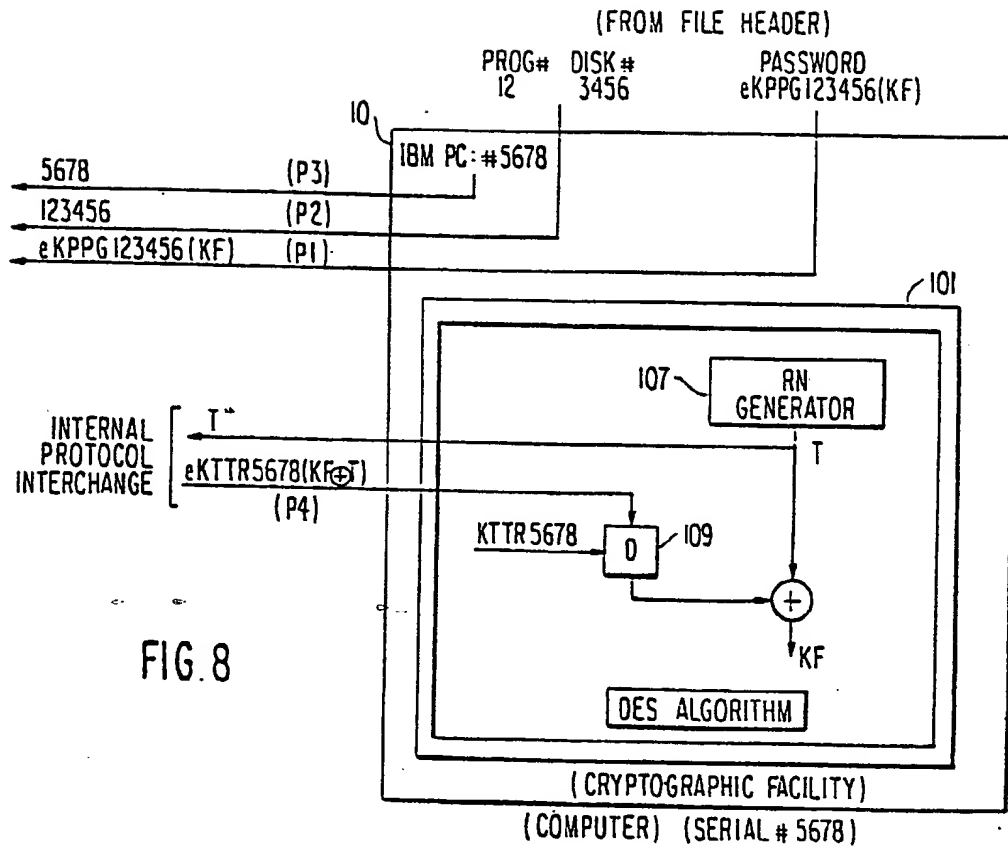 (FROM FILE HEADER)
PROG# DISK # PASSWORD
12 3456 eKPPG123456(KF)
10
IBM PC: #5678
5678 (P3)
123456 (P2)
eKPPG123456(KF) (P1)
101
107
RN
GENERATOR
INTERNAL
PROTOCOL
INTERCHANGE
T
T
eKTTR5678(KF⊕T)
(P4)
KTTR5678
D
109
+
KF
FIG. 8
DES ALGORITHM
(CRYPTOGRAPHIC FACILITY)
(COMPUTER) (SERIAL # 5678)